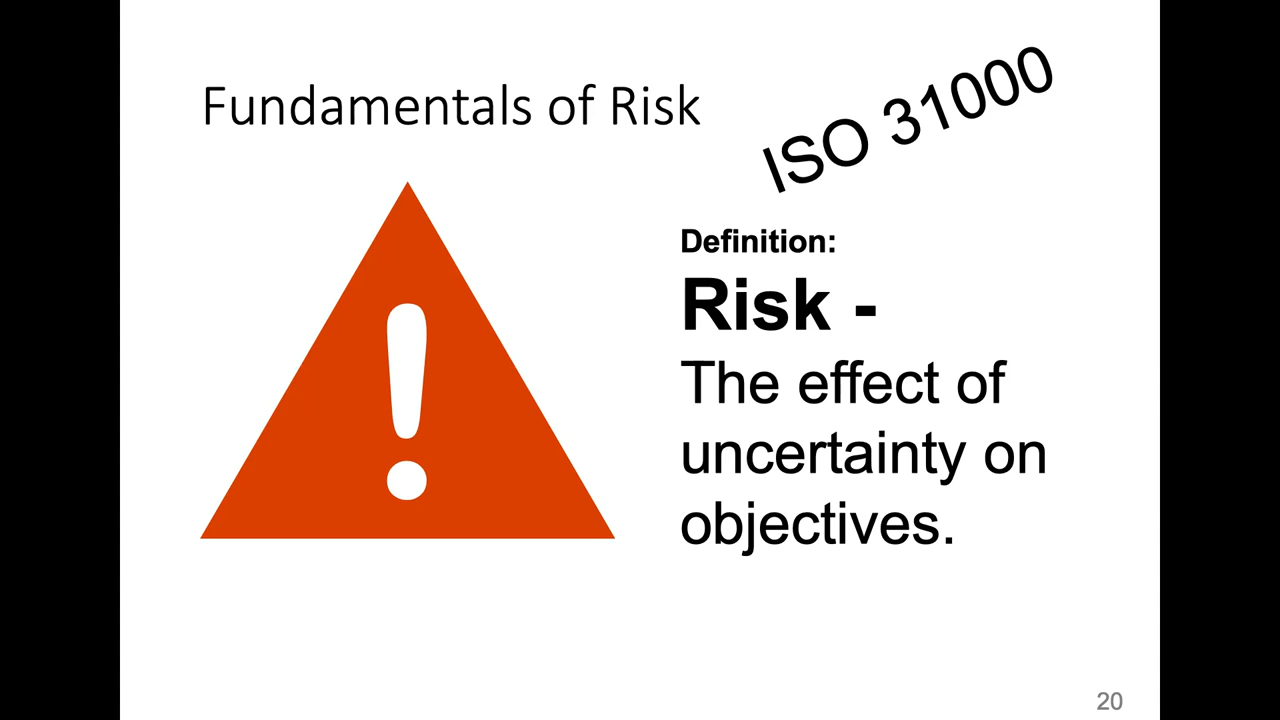 Fundamentals of Risk
ISO 31000
Definition:
Risk -
The effect of
uncertainty on
objectives.
20